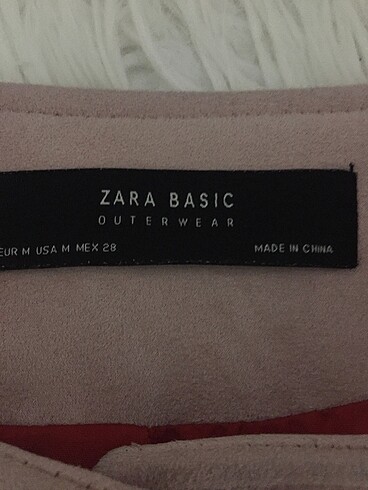 ZARA BASIC
OUTERWEAR
EUR M USA M MEX 28 MADE IN CHINA